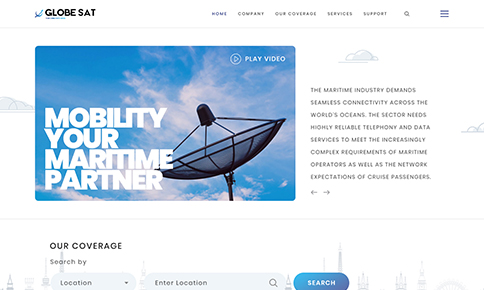 GLOBE SAT
HOME COMPANY OUR COVERAGE SERVICES SUPPORT
PLAY VIDEO
MOBILITY
YOUR
MARITIME
PARTNER
THE MARITIME INDUSTRY DEMANDS
SEAMLESS CONNECTIVITY ACROSS THE
WORLD'S OCEANS. THE SECTOR NEEDS
HIGHLY RELIABLE TELEPHONY AND DATA
SERVICES TO MEET THE INCREASINGLY
COMPLEX REQUIREMENTS OF MARITIME
OPERATORS AS WELL AS THE NETWORK
EXPECTATIONS OF CRUISE PASSENGERS.
OUR COVERAGE
Search by
Location
Enter Location
SEARCH